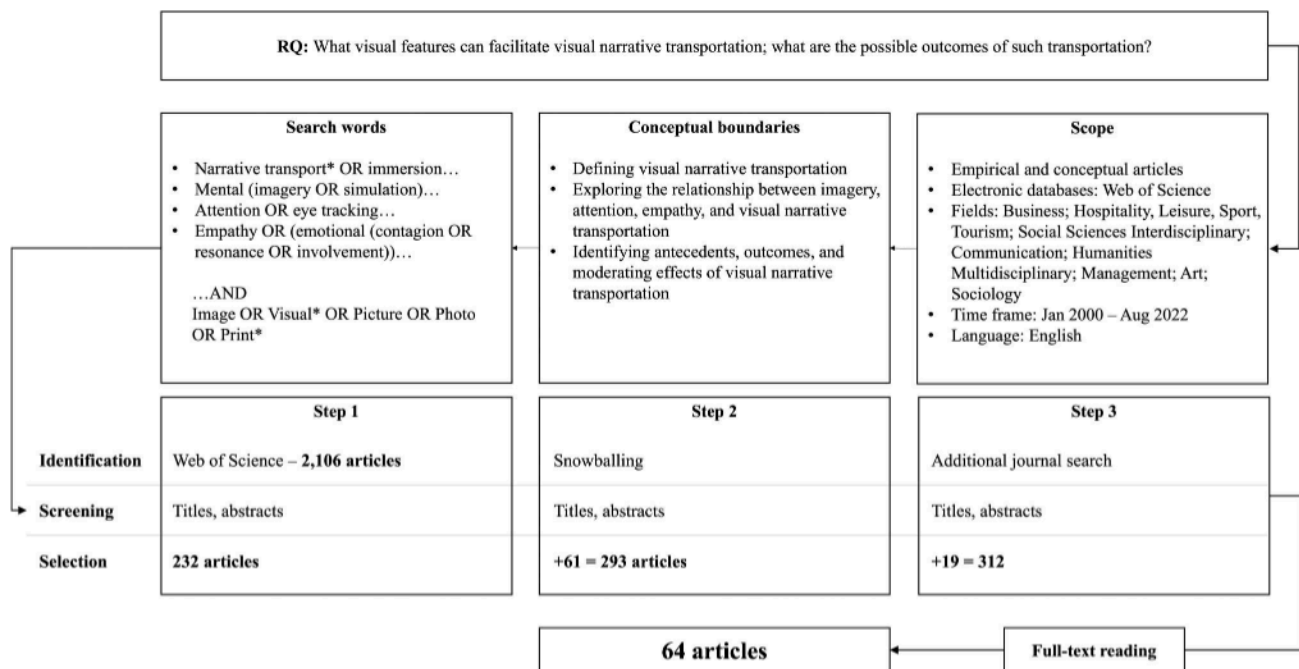 RQ: What visual features can facilitate visual narrative transportation; what are the possible outcomes of such transportation?
Search words
• Narrative transport* OR immersion…
• Mental (imagery OR simulation)…
• Attention OR eye tracking…
• Empathy OR (emotional (contagion OR
resonance OR involvement))…
…AND
Image OR Visual* OR Picture OR Photo
OR Print*
Conceptual boundaries
• Defining visual narrative transportation
• Exploring the relationship between imagery,
attention, empathy, and visual narrative
transportation
• Identifying antecedents, outcomes, and
moderating effects of visual narrative
transportation
Scope
• Empirical and conceptual articles
• Electronic databases: Web of Science
• Fields: Business; Hospitality, Leisure, Sport,
Tourism; Social Sciences Interdisciplinary;
Communication; Humanities
Multidisciplinary; Management; Art;
Sociology
• Time frame: Jan 2000 – Aug 2022
• Language: English
Step 1
Step 2
Step 3
Identification
Web of Science – 2,106 articles
Snowballing
Additional journal search
Screening
Titles, abstracts
Titles, abstracts
Titles, abstracts
Selection
232 articles
+61 = 293 articles
+19 = 312
64 articles
Full-text reading